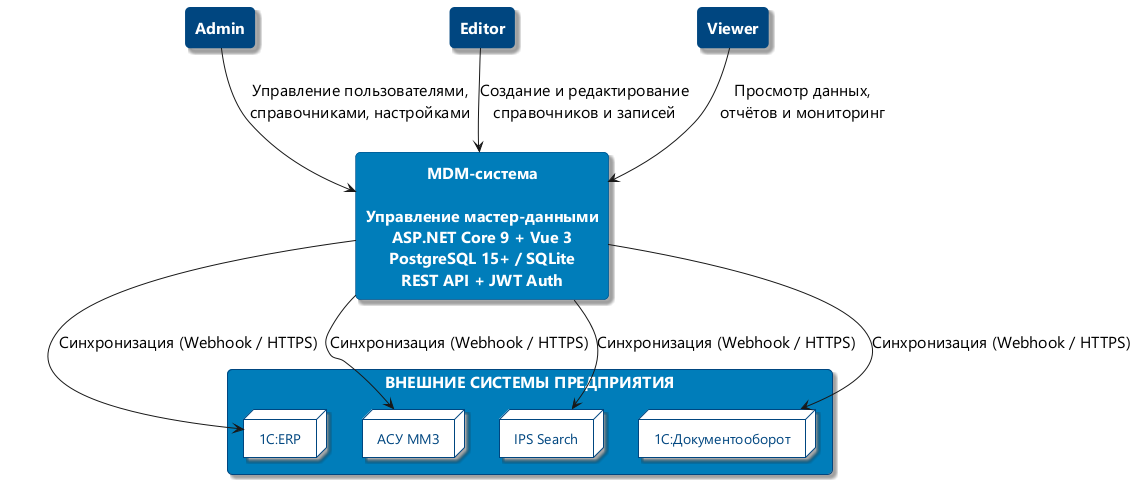 Admin
Editor
Viewer
Управление пользователями,
справочниками, настройками
Создание и редактирование
справочников и записей
Просмотр данных,
отчётов и мониторинг
MDM-система
Управление мастер-данными
ASP.NET Core 9 + Vue 3
PostgreSQL 15+ / SQLite
REST API + JWT Auth
Синхронизация (Webhook / HTTPS)
Синхронизация (Webhook / HTTPS)
Синхронизация (Webhook / HTTPS)
Синхронизация (Webhook / HTTPS)
ВНЕШНИЕ СИСТЕМЫ ПРЕДПРИЯТИЯ
1С:ERP
АСУ ММЗ
IPS Search
1С:Документооборот